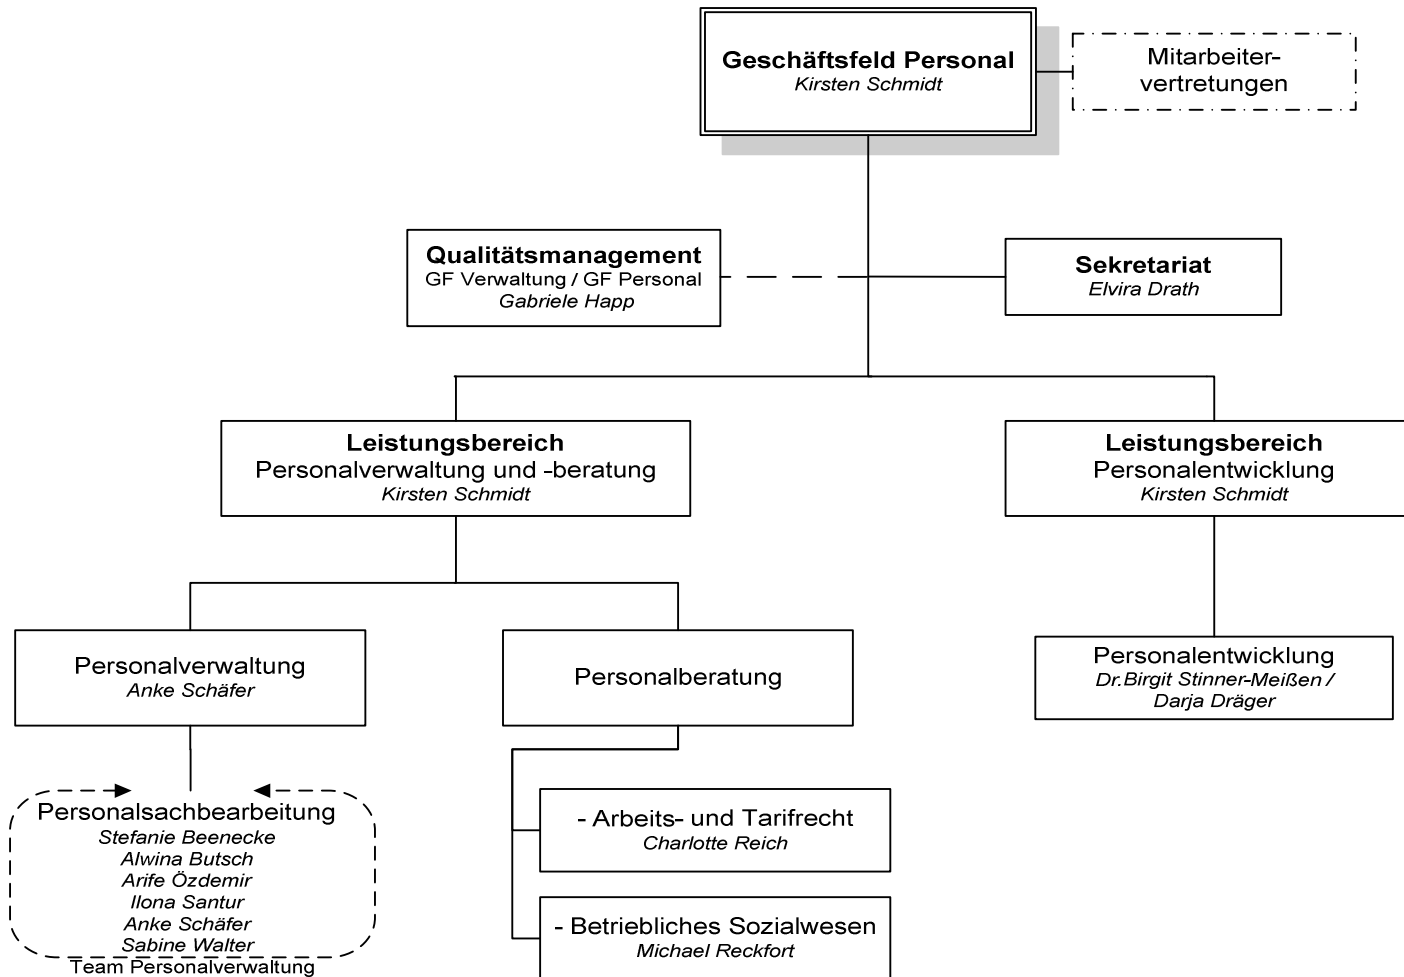 Geschäftsfeld Personal
Kirsten Schmidt
Mitarbeiter-
vertretungen
Qualitätsmanagement
GF Verwaltung / GF Personal
Gabriele Happ
Sekretariat
Elvira Drath
Leistungsbereich
Personalverwaltung und -beratung
Kirsten Schmidt
Leistungsbereich
Personalentwicklung
Kirsten Schmidt
Personalverwaltung
Anke Schäfer
Personalberatung
Personalentwicklung
Dr.Birgit Stinner-Meißen /
Darja Dräger
Personalsachbearbeitung
Stefanie Beenecke
Alwina Butsch
Arife Özdemir
Ilona Santur
Anke Schäfer
Sabine Walter
Team Personalverwaltung
- Arbeits- und Tarifrecht
Charlotte Reich
- Betriebliches Sozialwesen
Michael Reckfort